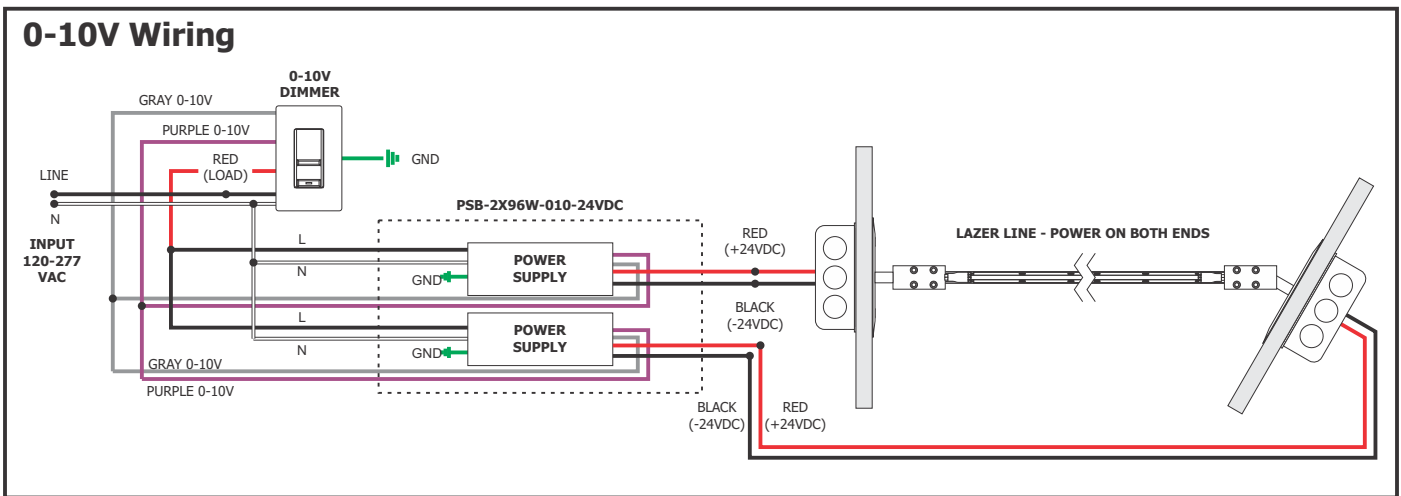 0-10V Wiring
0-10V
DIMMER
GRAY 0-10V
PURPLE 0-10V
RED
(LOAD)
GND
LINE
N
INPUT
120-277
VAC
PSB-2X96W-010-24VDC
L
N
GND
POWER
SUPPLY
L
N
GND
POWER
SUPPLY
GRAY 0-10V
PURPLE 0-10V
RED
(+24VDC)
BLACK
(-24VDC)
LAZER LINE - POWER ON BOTH ENDS
BLACK
(-24VDC)
RED
(+24VDC)